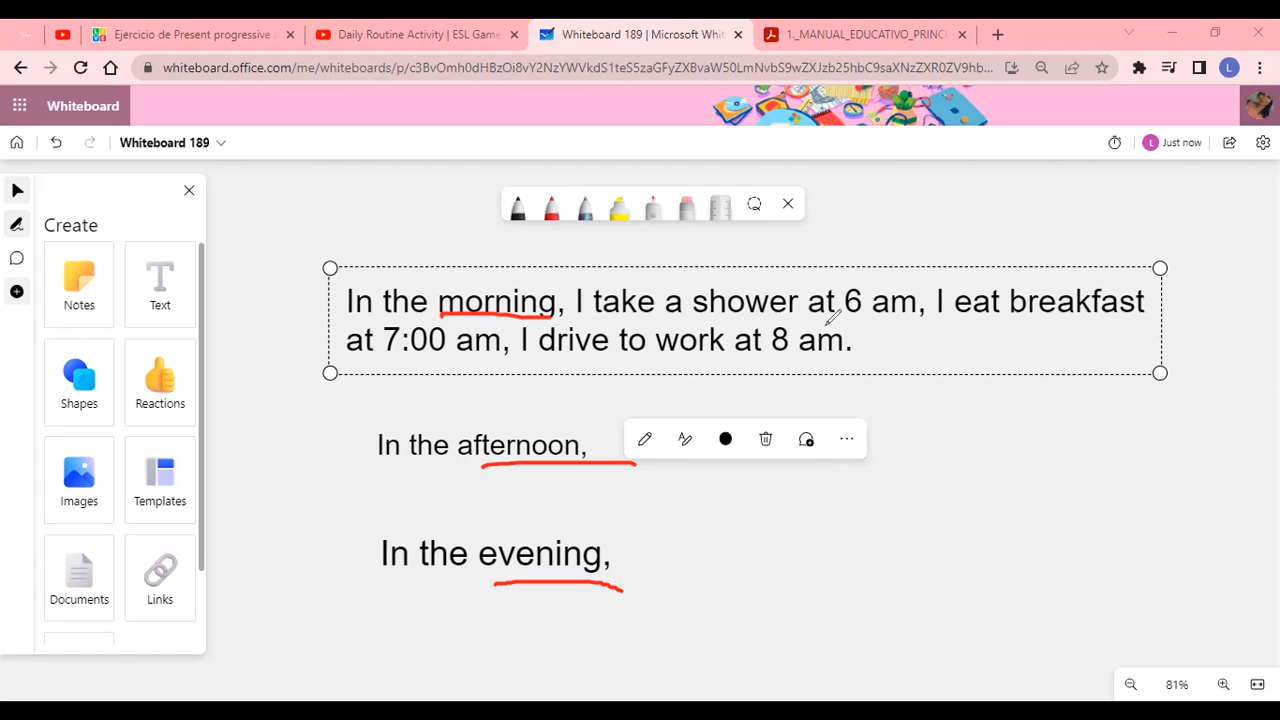 Ejercicio de Present progressive
Daily Routine Activity | ESL Game
Whiteboard 189 | Microsoft Whit
1._MANUAL_EDUCATIVO_PRINC
whiteboard.office.com/me/whiteboards/p/c3BvOmh0dHBzOi8vY2NzYWVkdS1teS5zaGFyZXBvaW50LmNvbS9wZXJzb25hbC9saXNzZXR0ZV9hb...
L
Whiteboard
Whiteboard 189
L Just now
Create
Notes
Text
Shapes
Reactions
Images
Templates
Documents
Links
In the morning, I take a shower at 6 am, I eat breakfast
at 7:00 am, I drive to work at 8 am.
In the afternoon,
In the evening,
81%